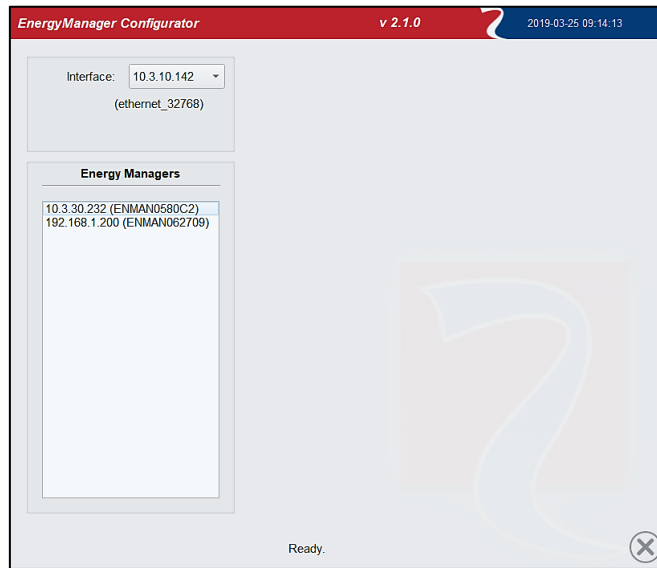 EnergyManager Configurator v 2.1.0 2019-03-25 09:14:13
Interface: 10.3.10.142
(ethernet_32768)
Energy Managers
10.3.30.232 (ENMAN0580C2)
192.168.1.200 (ENMAN062709)
Ready.